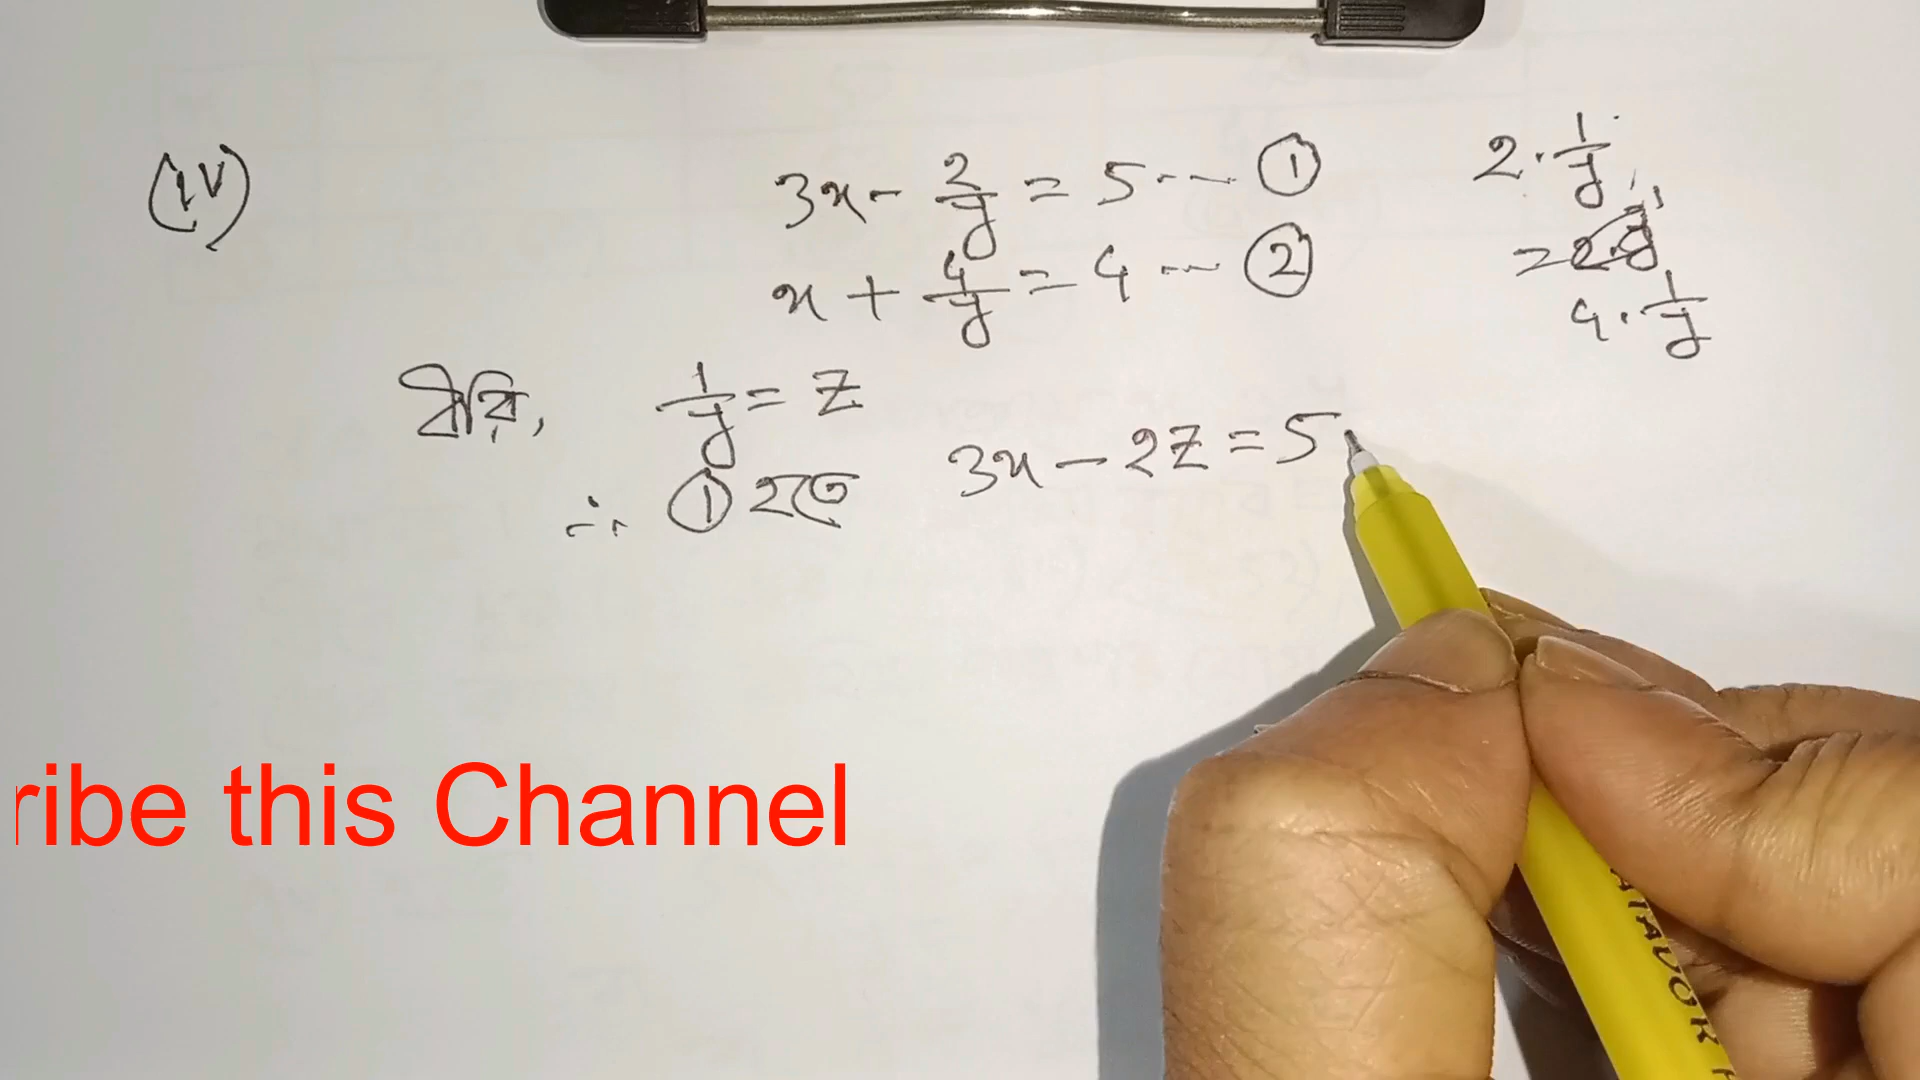 (iv)
3x - 2/y = 5 --- ①
x + 4/y = 4 --- ②
2 · 1/y
4 · 1/y
ধরি, 1/y = z
∴ ① হতে 3x - 2z = 5
ribe this Channel